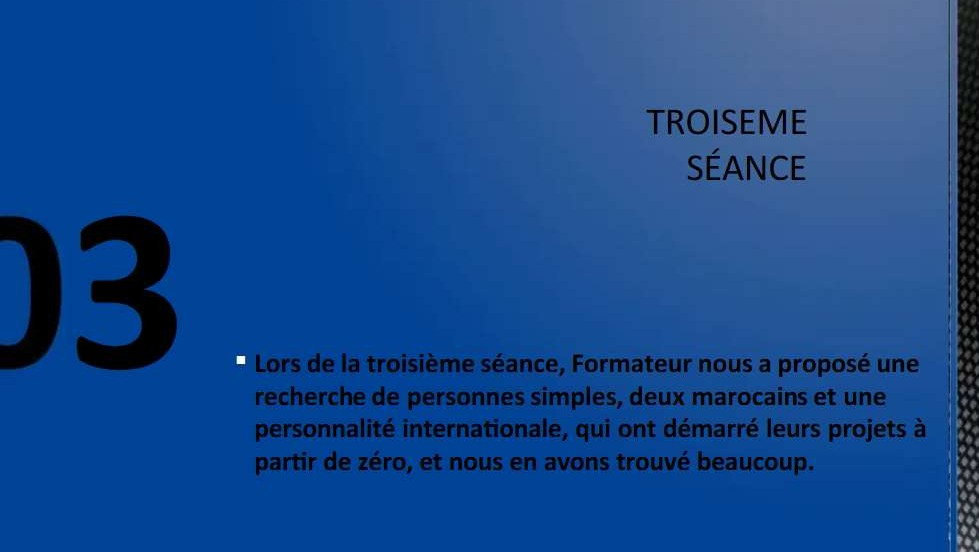 TROISEME
SÉANCE
03
Lors de la troisième séance, Formateur nous a proposé une
recherche de personnes simples, deux marocains et une
personnalité internationale, qui ont démarré leurs projets à
partir de zéro, et nous en avons trouvé beaucoup.